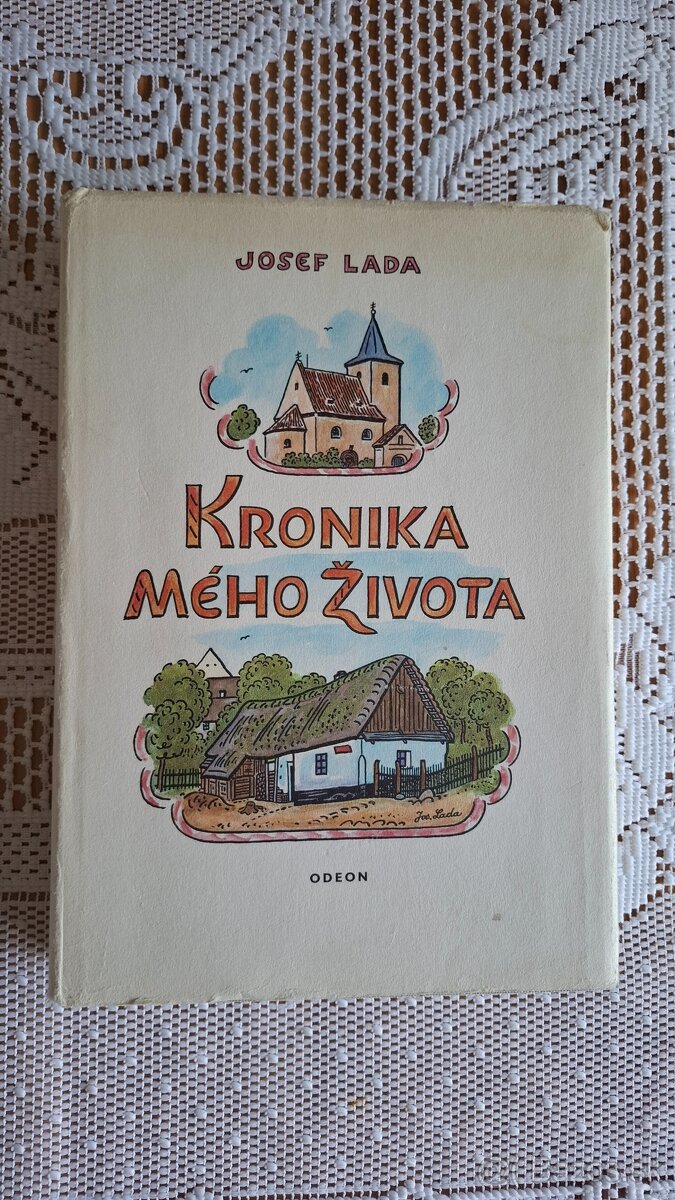 JOSEF LADA
KRONIKA
MÉHO ŽIVOTA
Jos. Lada
ODEON